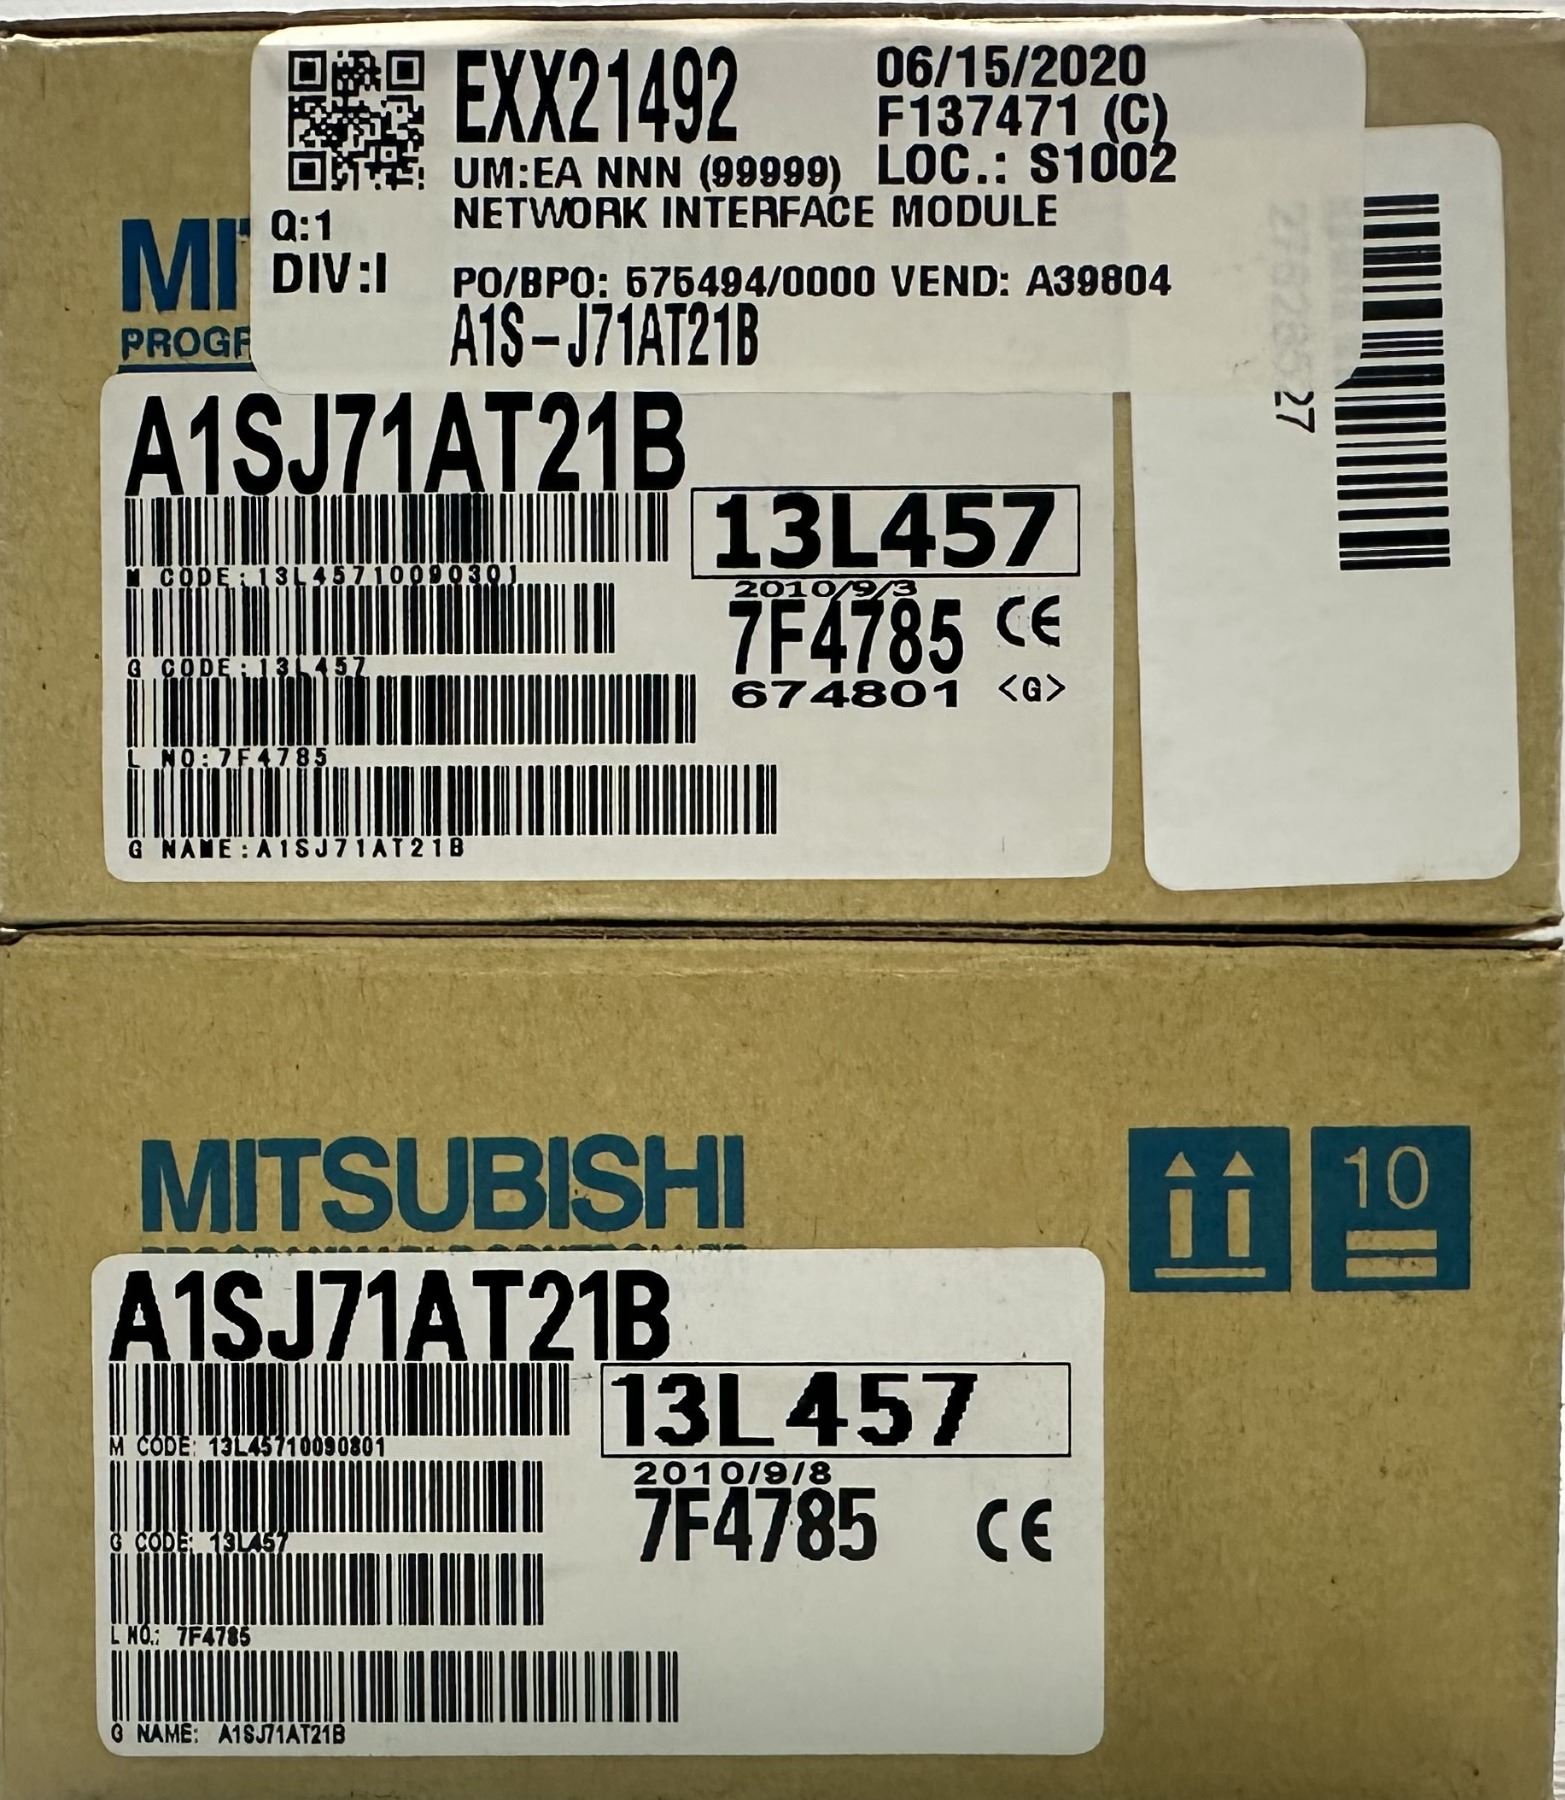 EXX21492
06/15/2020
F137471 (C)
UM:EA NNN (99999)
LOC.: S1002
Q:1
NETWORK INTERFACE MODULE
DIV:I
PO/BPO: 575494/0000 VEND: A39804
A1S-J71AT21B
MIT
PROGR
27
A1SJ71AT21B
13L457
M CODE:13L45710090301
2010/9/3
7F4785 CE
G CODE:13L457
674801 <G>
L NO:7F4785
G NAME:A1SJ71AT21B
MITSUBISHI
10
A1SJ71AT21B
13L457
M CODE: 13L45710090801
2010/9/8
7F4785 CE
G CODE: 13L457
L NO.: 7F4785
G NAME: A1SJ71AT21B